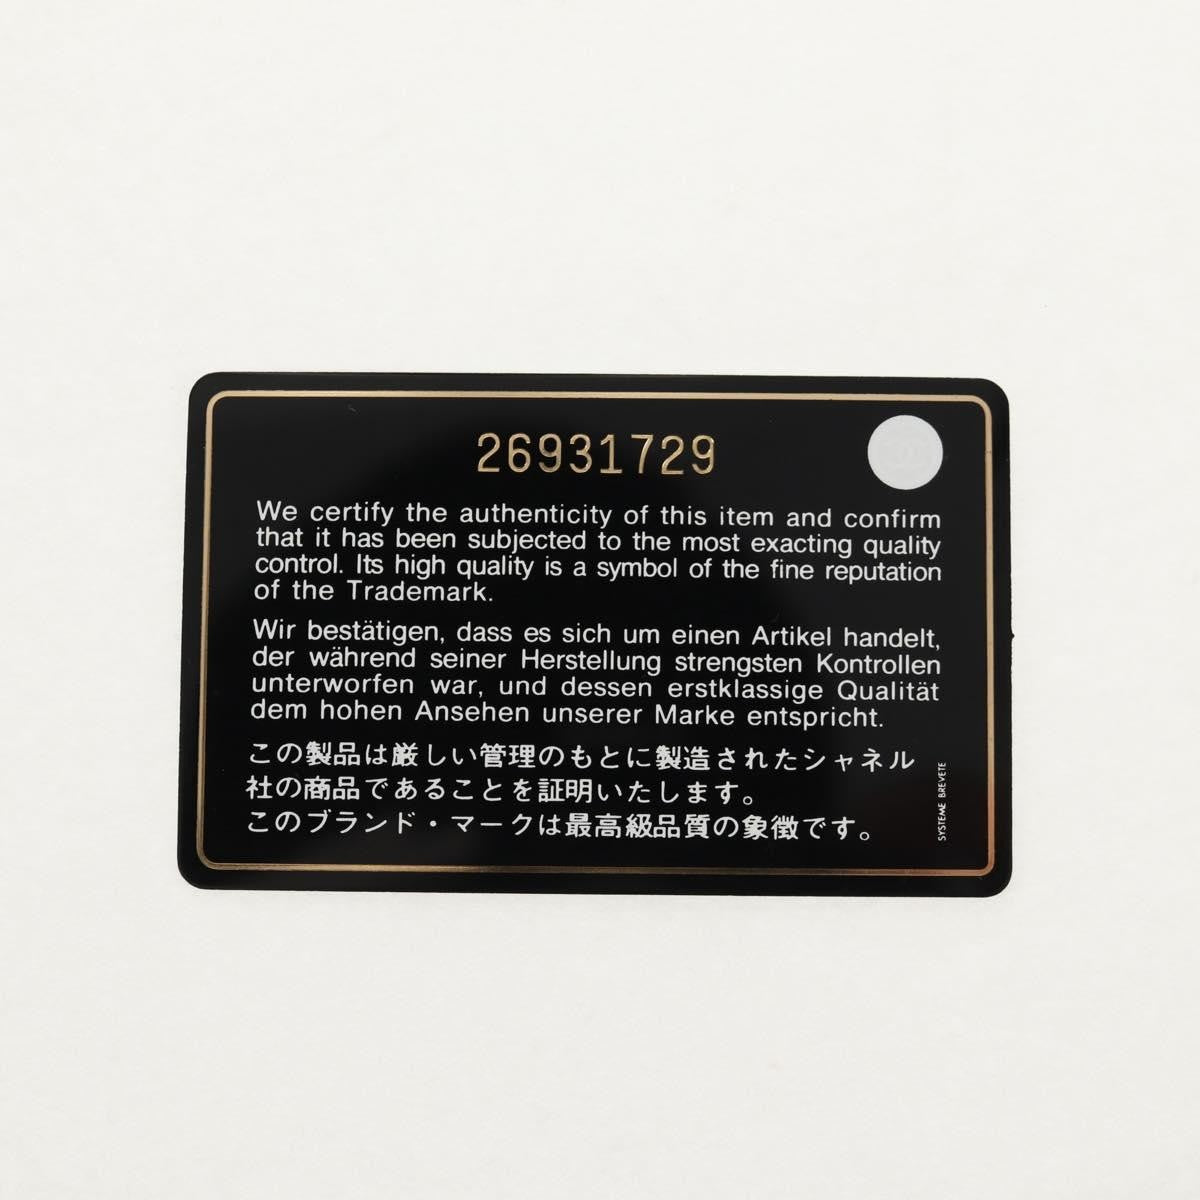 26931729
We certify the authenticity of this item and confirm
that it has been subjected to the most exacting quality
control. Its high quality is a symbol of the fine reputation
of the Trademark.
Wir bestätigen, dass es sich um einen Artikel handelt,
der während seiner Herstellung strengsten Kontrollen
unterworfen war, und dessen erstklassige Qualität
dem hohen Ansehen unserer Marke entspricht.
この製品は厳しい管理のもとに製造されたシャネル
社の商品であることを証明いたします。
このブランド・マークは最高級品質の象徴です。
SYSTEME BREVETE